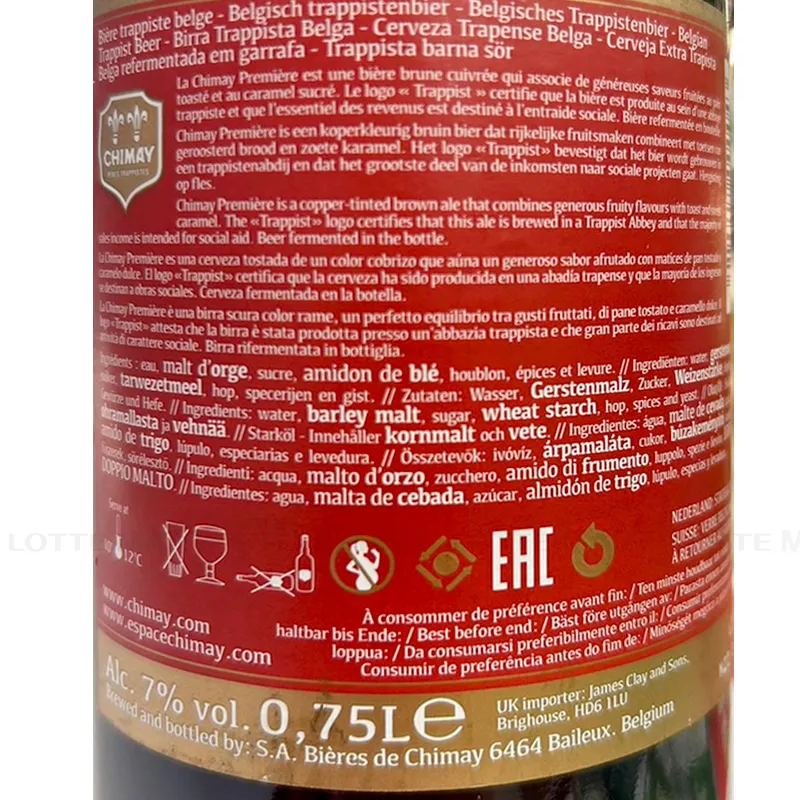 Bière trappiste belge - Belgisch trappistenbier - Belgisches Trappistenbier - Belgian
Trappist Beer - Birra Trappista Belga - Cerveza Trapense Belga - Cerveja Extra Trapista
Belga refermentada em garrafa - Trappista barna sör
CHIMAY
PÈRES TRAPPISTES
La Chimay Première est une bière brune cuivrée qui associe de généreuses saveurs fruitées au pain
toasté et au caramel sucré. Le logo « Trappist » certifie que la bière est produite au sein d'une abbaye
trappiste et que l'essentiel des revenus est destiné à l'entraide sociale. Bière refermentée en bouteille
Chimay Première is een koperkleurig bruin bier dat rijkelijke fruitsmaken combineert met toetsen van
geroosterd brood en zoete karamel. Het logo «Trappist» bevestigt dat het bier wordt gebrouwen in
een trappistenabdij en dat het grootste deel van de inkomsten naar sociale projecten gaat. Hergisting
op fles.
Chimay Première is a copper-tinted brown ale that combines generous fruity flavours with toast and sweet
caramel. The «Trappist» logo certifies that this ale is brewed in a Trappist Abbey and that the majority of
sales income is intended for social aid. Beer fermented in the bottle.
La Chimay Première es una cerveza tostada de un color cobrizo que aúna un generoso sabor afrutado con matices de pan tostado y
caramelo dulce. El logo «Trappist» certifica que la cerveza ha sido producida en una abadía trapense y que la mayoría de los ingresos
se destinan a obras sociales. Cerveza fermentada en la botella.
La Chimay Première è una birra scura color rame, un perfetto equilibrio tra gusti fruttati, di pane tostato e caramello dolce. Il
logo «Trappist» attesta che la birra è stata prodotta presso un'abbazia trappista e che gran parte dei ricavi sono destinati ad
attività di carattere sociale. Birra rifermentata in bottiglia.
Ingrédients : eau, malt d'orge, sucre, amidon de blé, houblon, épices et levure. // Ingrediënten: water,
suiker, tarwezetmeel, hop, specerijen en gist. // Zutaten: Wasser, Gerstenmalz, Zucker, Weizenstärke,
Gewürze und Hefe. // Ingredients: water, barley malt, sugar, wheat starch, hop, spices and yeast. //
ohramallasta ja vehnää. // Starköl - Innehåller kornmalt och vete. // Ingredientes: água, malte de cevada,
amido de trigo, lúpulo, especiarias e levedura. // Összetevők: ivóvíz, árpamaláta, cukor, búzakeményítő,
sörélesztő. // Ingredienti: acqua, malto d'orzo, zucchero, amido di frumento, luppolo, spezie e
DOPPIO MALTO. // Ingredientes: agua, malta de cebada, azúcar, almidón de trigo, lúpulo, especias y
Serve at
10° 12°C
EAC
NEDERLAND:
SUISSE: VERRE
À RETOURNER
www.chimay.com
www.espacechimay.com
À consommer de préférence avant fin: / Ten minste houdbaar tot
haltbar bis Ende: / Best before end: / Bäst före utgången av: / Parasta ennen:
loppua: / Da consumarsi preferibilmente entro il: / Consumir
Consumir de preferência antes do fim de: / Minőségét megőrzi a
Alc. 7% vol. 0,75L e
UK importer: James Clay and Sons,
Brighouse, HD6 1LU
Brewed and bottled by: S.A. Bières de Chimay 6464 Baileux. Belgium